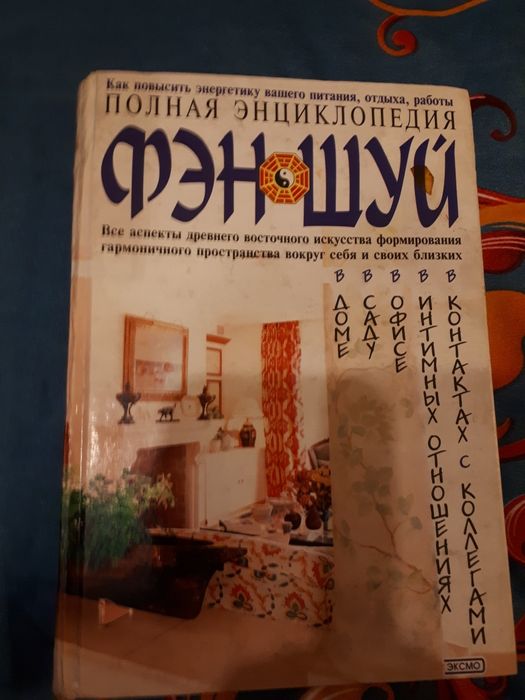 Как повысить энергетику вашего питания, отдыха, работы
ПОЛНАЯ ЭНЦИКЛОПЕДИЯ
ФЭН ШУЙ
Все аспекты древнего восточного искусства формирования
гармоничного пространства вокруг себя и своих близких
В ДОМЕ
В САДУ
В ОФИСЕ
В ИНТИМНЫХ ОТНОШЕНИЯХ
В КОНТАКТАХ С КОЛЛЕГАМИ
ЭКСМО